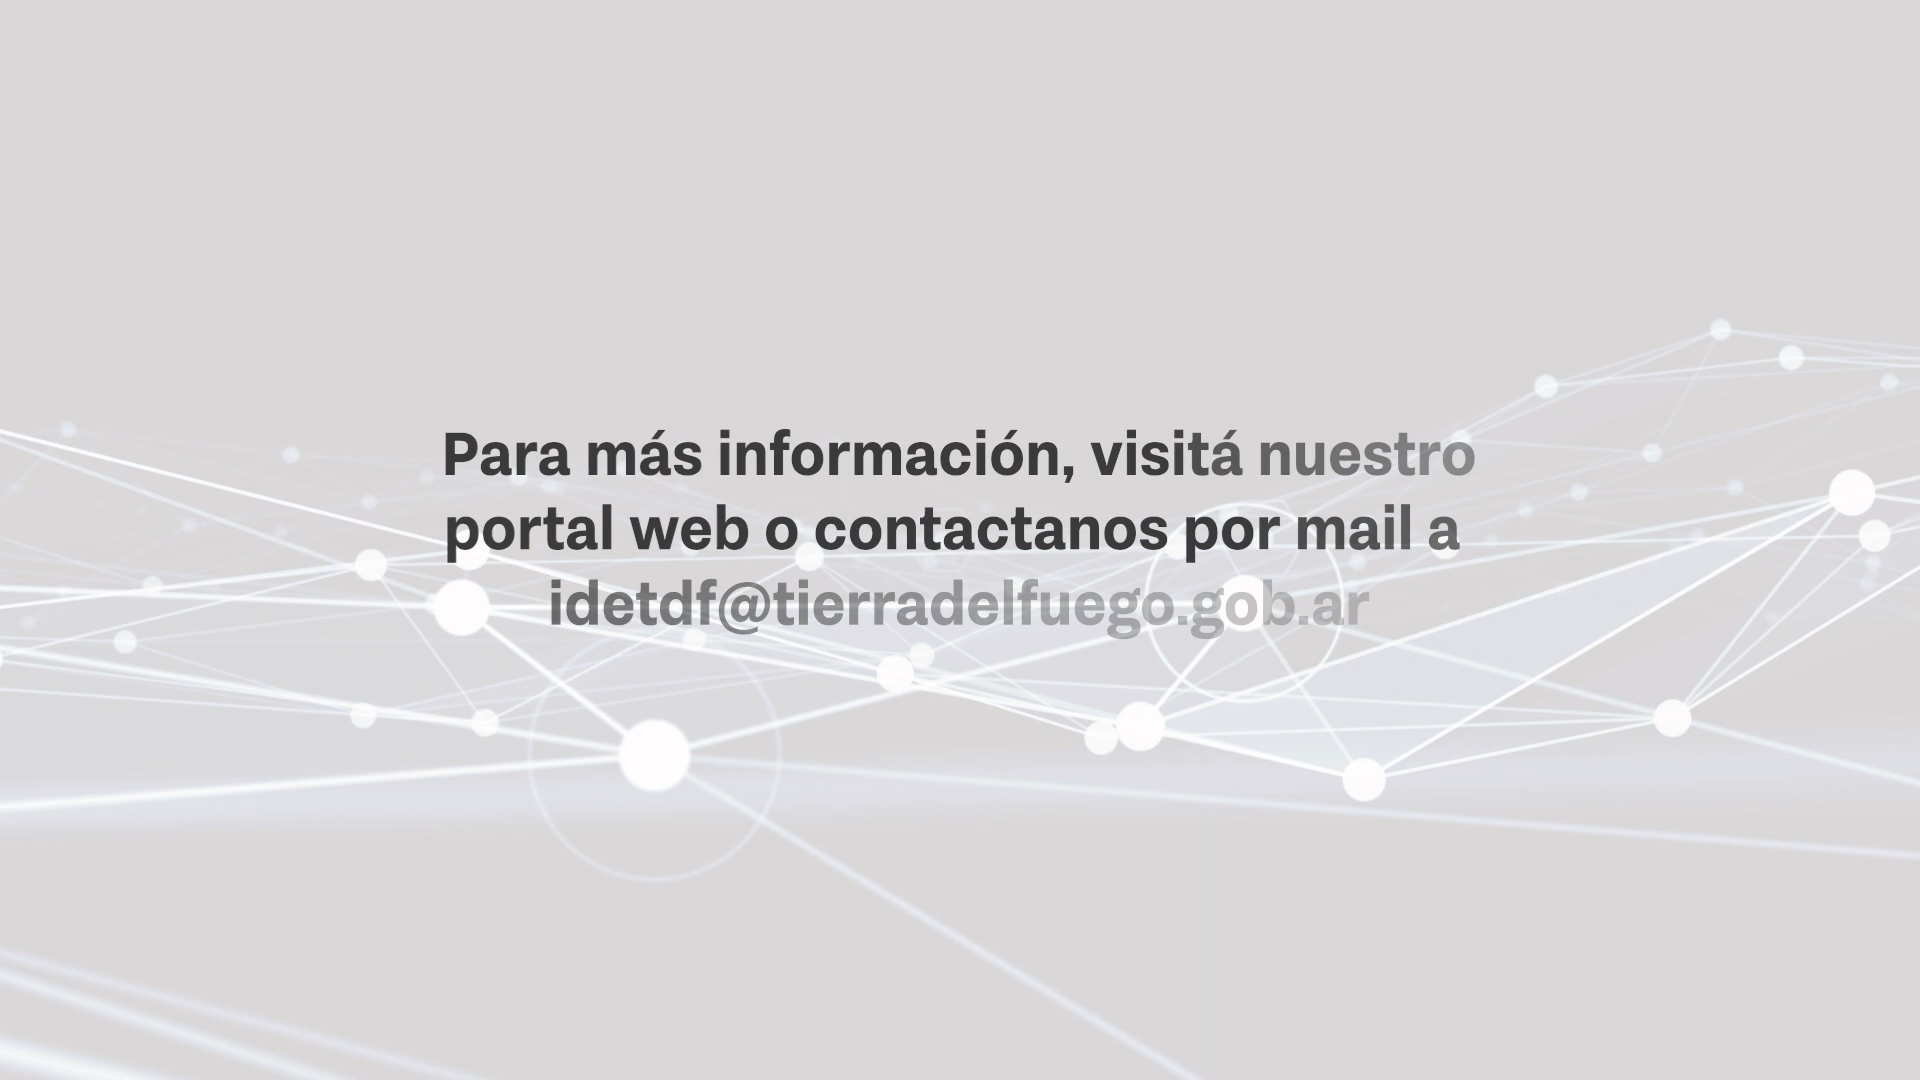 Para más información, visitá nuestro
portal web o contactanos por mail a
idetdf@tierradelfuego.gob.ar